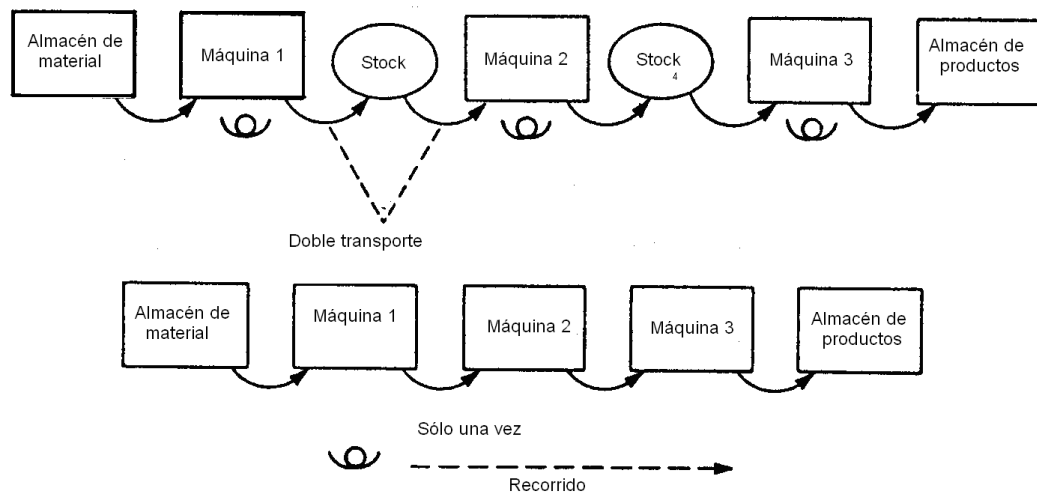 Almacén de
material
Máquina 1
Stock
Máquina 2
Stock
4
Máquina 3
Almacén de
productos
Doble transporte
Almacén de
material
Máquina 1
Máquina 2
Máquina 3
Almacén de
productos
Sólo una vez
Recorrido